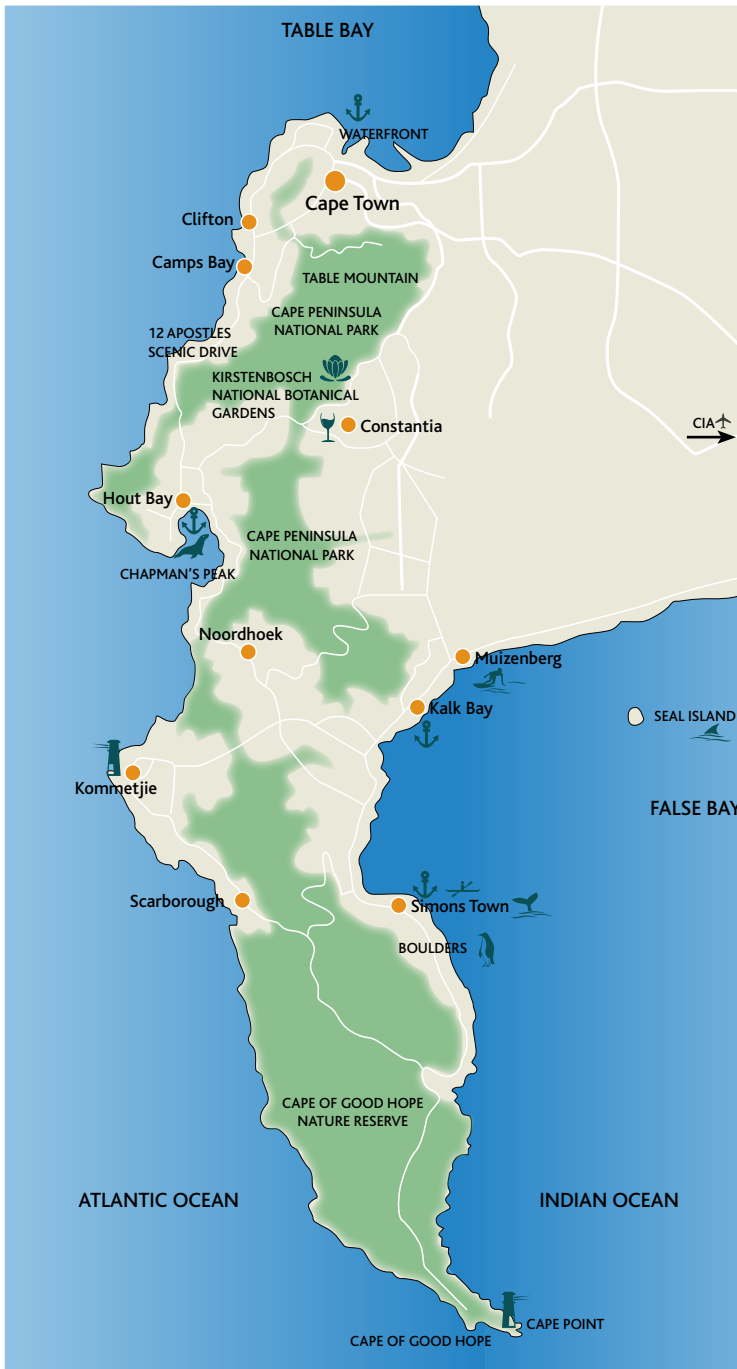 TABLE BAY
WATERFRONT
Cape Town
Clifton
Camps Bay
TABLE MOUNTAIN
CAPE PENINSULA
NATIONAL PARK
12 APOSTLES
SCENIC DRIVE
KIRSTENBOSCH
NATIONAL BOTANICAL
GARDENS
Constantia
CIA
Hout Bay
CAPE PENINSULA
NATIONAL PARK
CHAPMAN'S PEAK
Noordhoek
Muizenberg
Kalk Bay
SEAL ISLAND
Kommetjie
FALSE BAY
Scarborough
Simons Town
BOULDERS
CAPE OF GOOD HOPE
NATURE RESERVE
ATLANTIC OCEAN
INDIAN OCEAN
CAPE POINT
CAPE OF GOOD HOPE